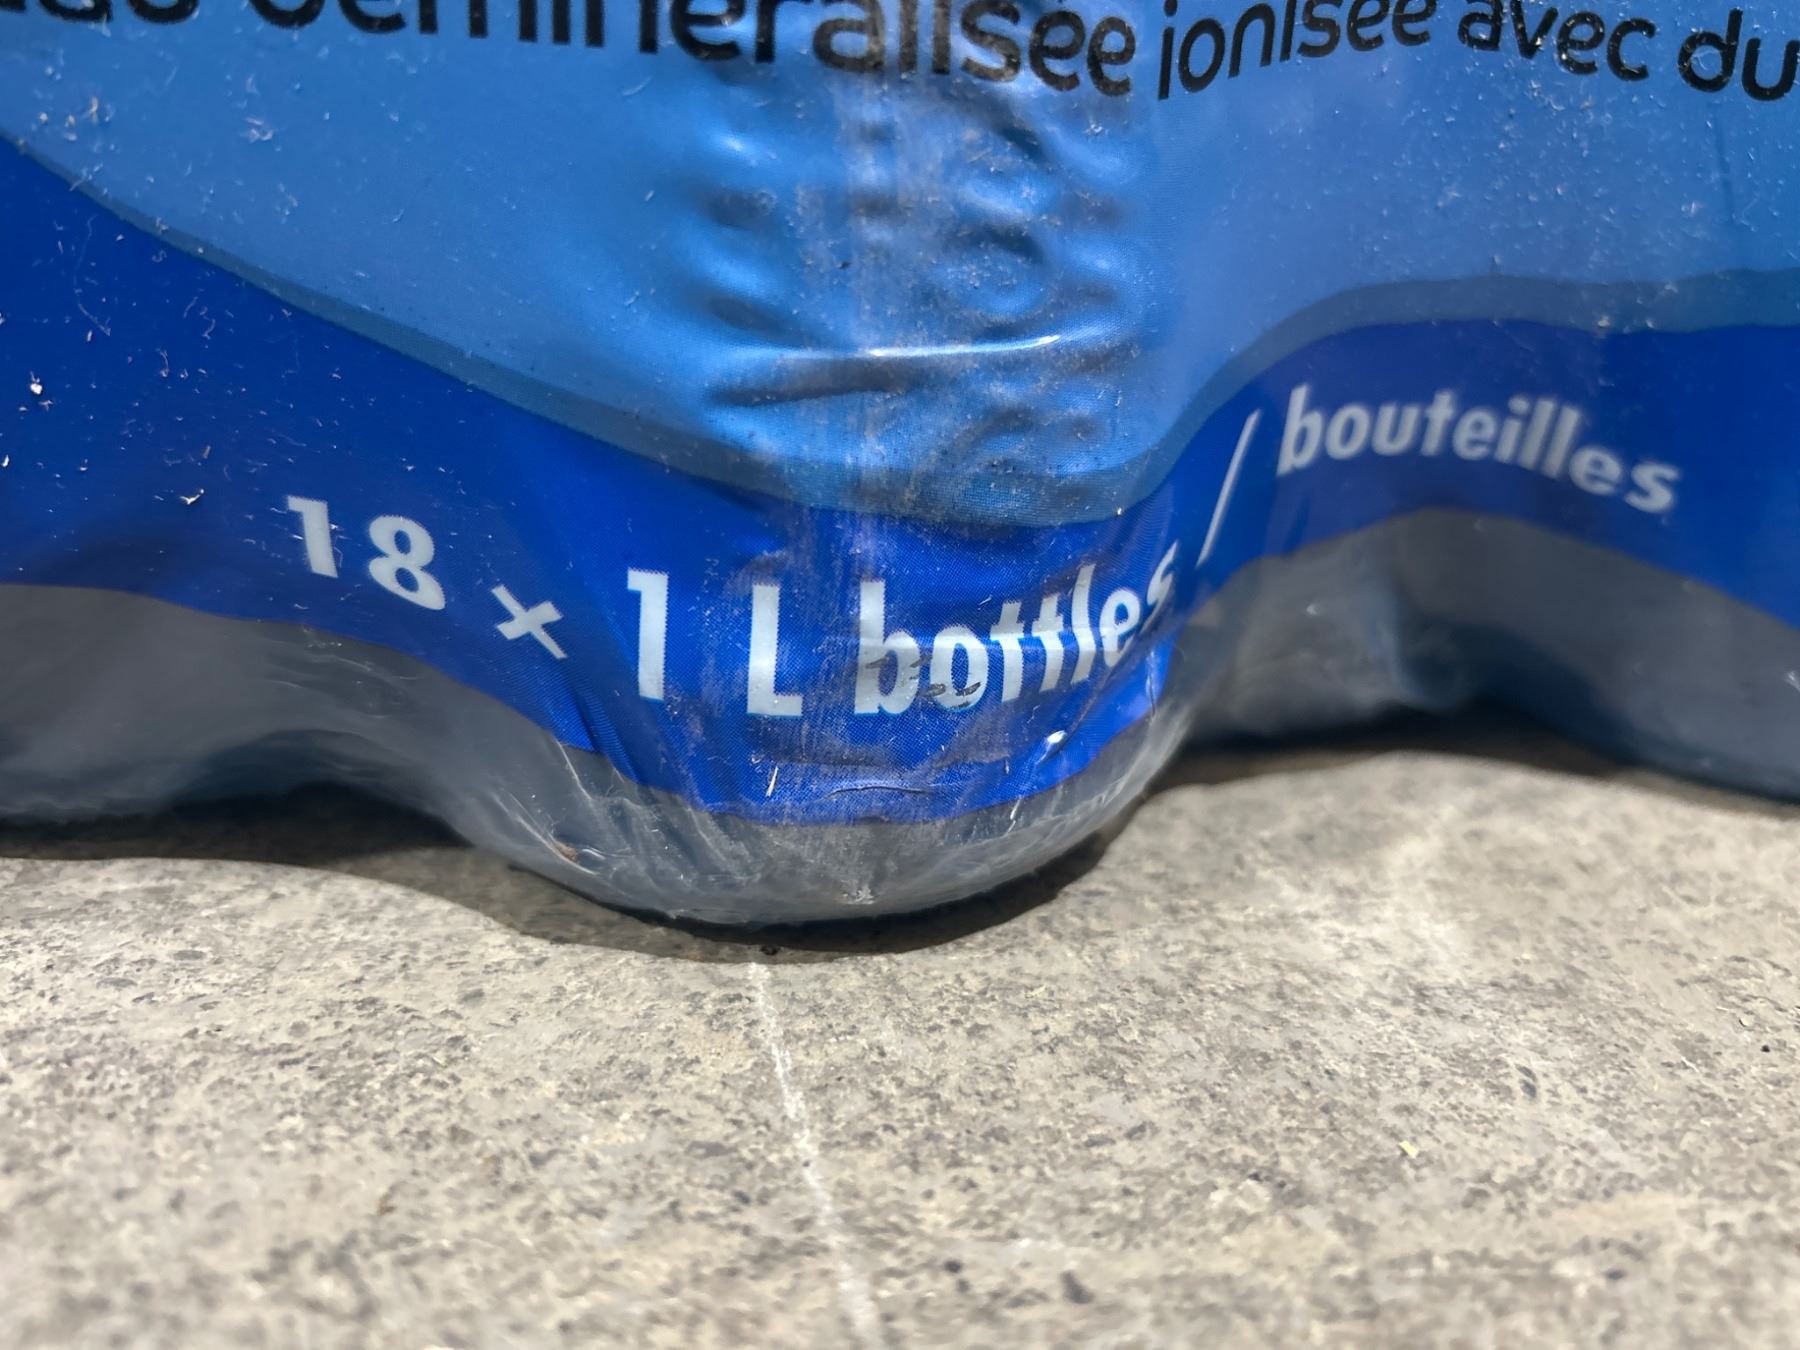 déminéralisée ionisée avec du
18 x 1 L bottles / bouteilles